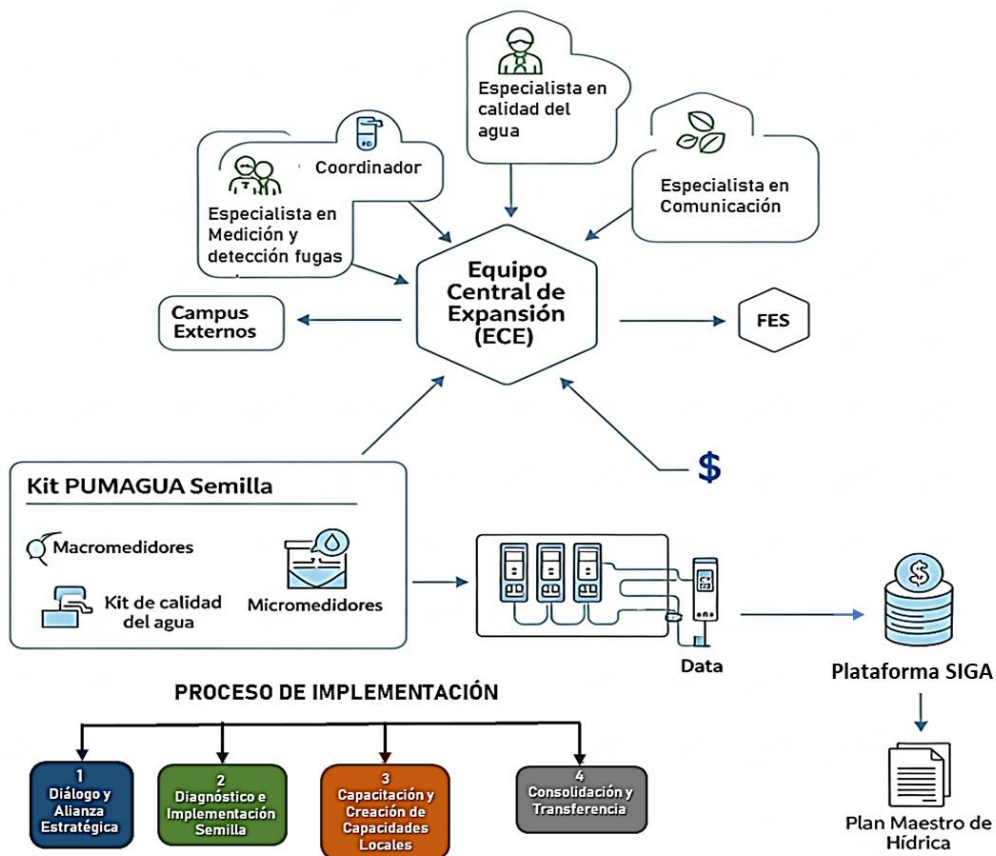 Especialista en
calidad del
agua
Coordinador
Especialista en
Medición y
detección fugas
Especialista en
Comunicación
Equipo
Central de
Expansión
(ECE)
Campus
Externos
FES
$
Kit PUMAGUA Semilla
Macromedidores
Kit de calidad
del agua
Micromedidores
Data
$
Plataforma SIGA
PROCESO DE IMPLEMENTACIÓN
1
Diálogo y
Alianza
Estratégica
2
Diagnóstico e
Implementación
Semilla
3
Capacitación y
Creación de
Capacidades
Locales
4
Consolidación y
Transferencia
Plan Maestro de
Hídrica